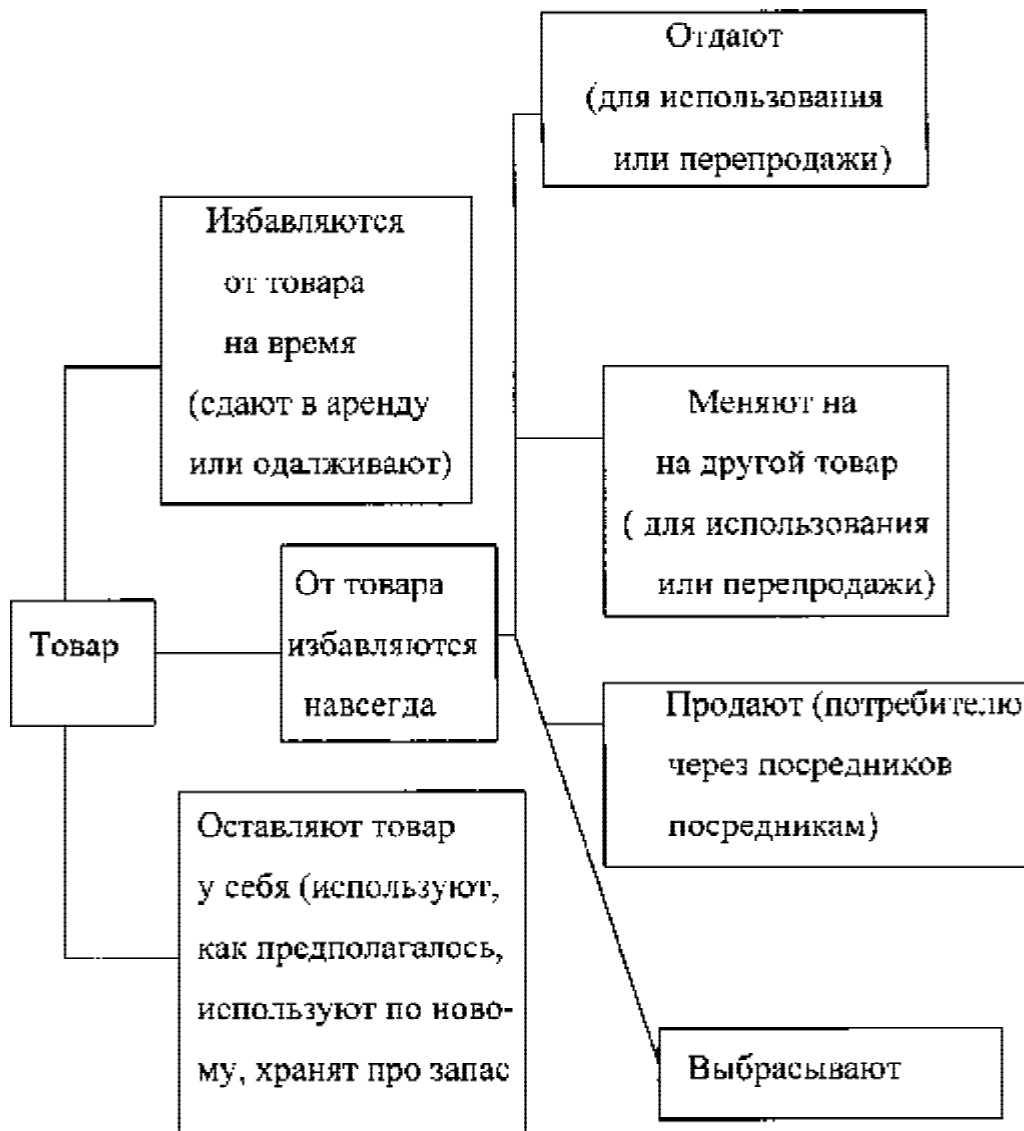 Отдают
(для использования
или перепродажи)
Избавляются
от товара
на время
(сдают в аренду
или одалживают)
Меняют на
на другой товар
( для использования
или перепродажи)
От товара
избавляются
навсегда
Товар
Продают (потребителю
через посредников
посредникам)
Оставляют товар
у себя (используют,
как предполагалось,
используют по ново-
му, хранят про запас
Выбрасывают